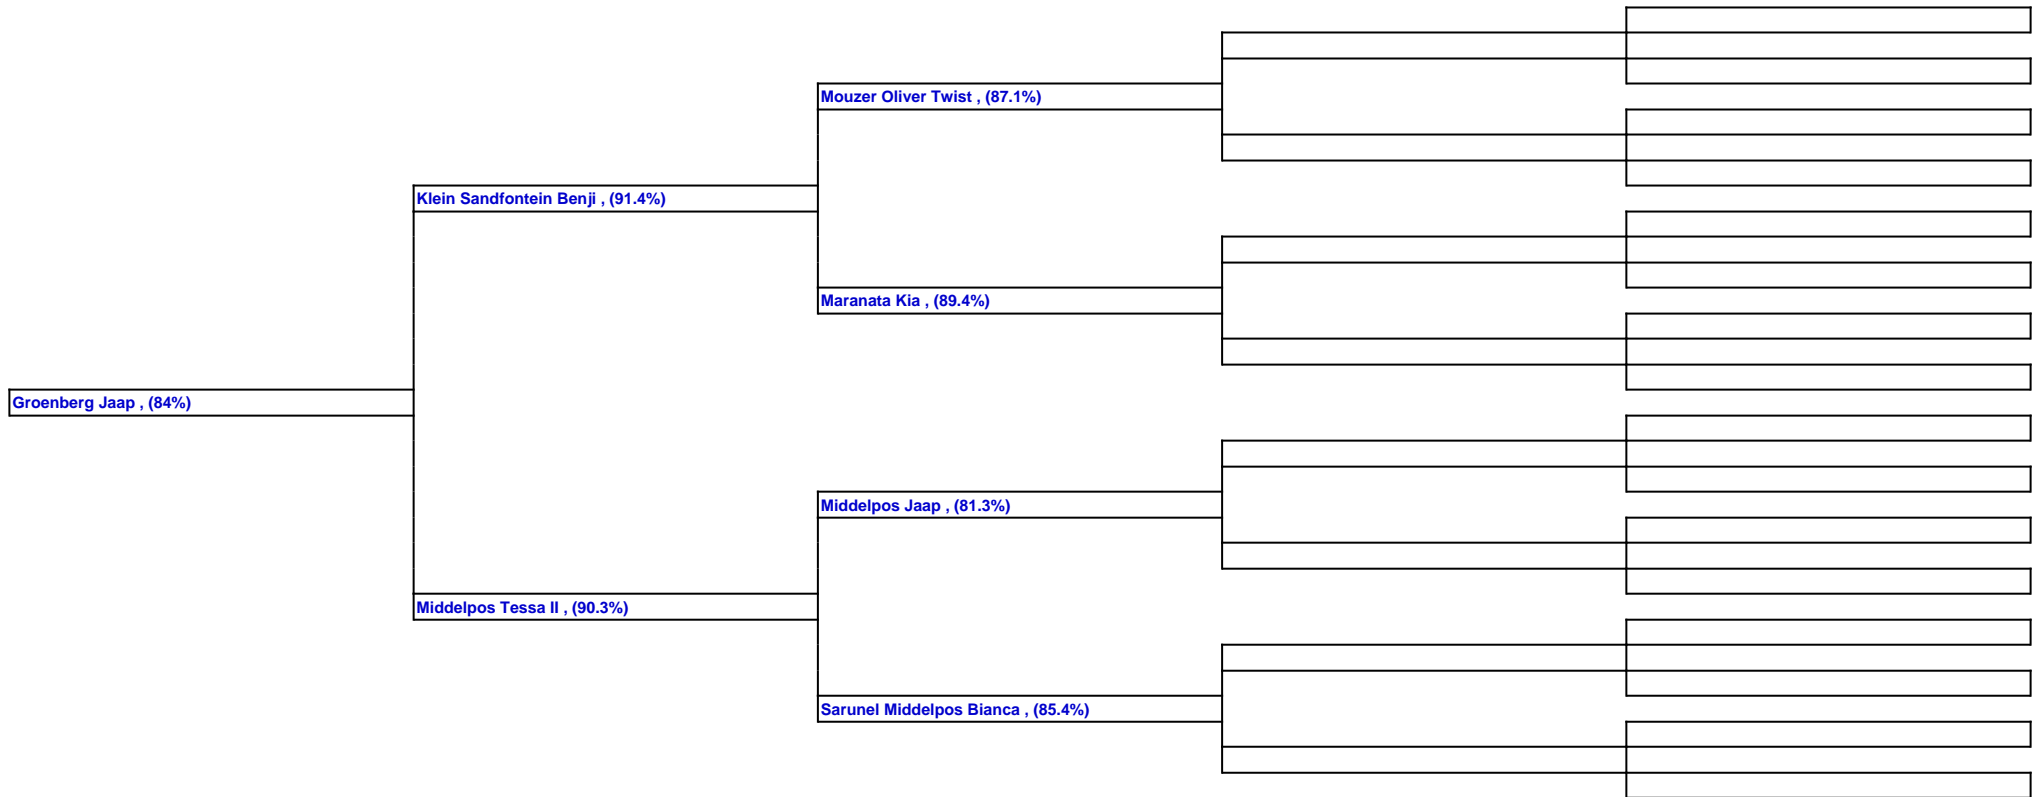 Mouzer Oliver Twist , (87.1%)
Klein Sandfontein Benji , (91.4%)
Maranata Kia , (89.4%)
Groenberg Jaap , (84%)
Middelpos Jaap , (81.3%)
Middelpos Tessa II , (90.3%)
Sarunel Middelpos Bianca , (85.4%)